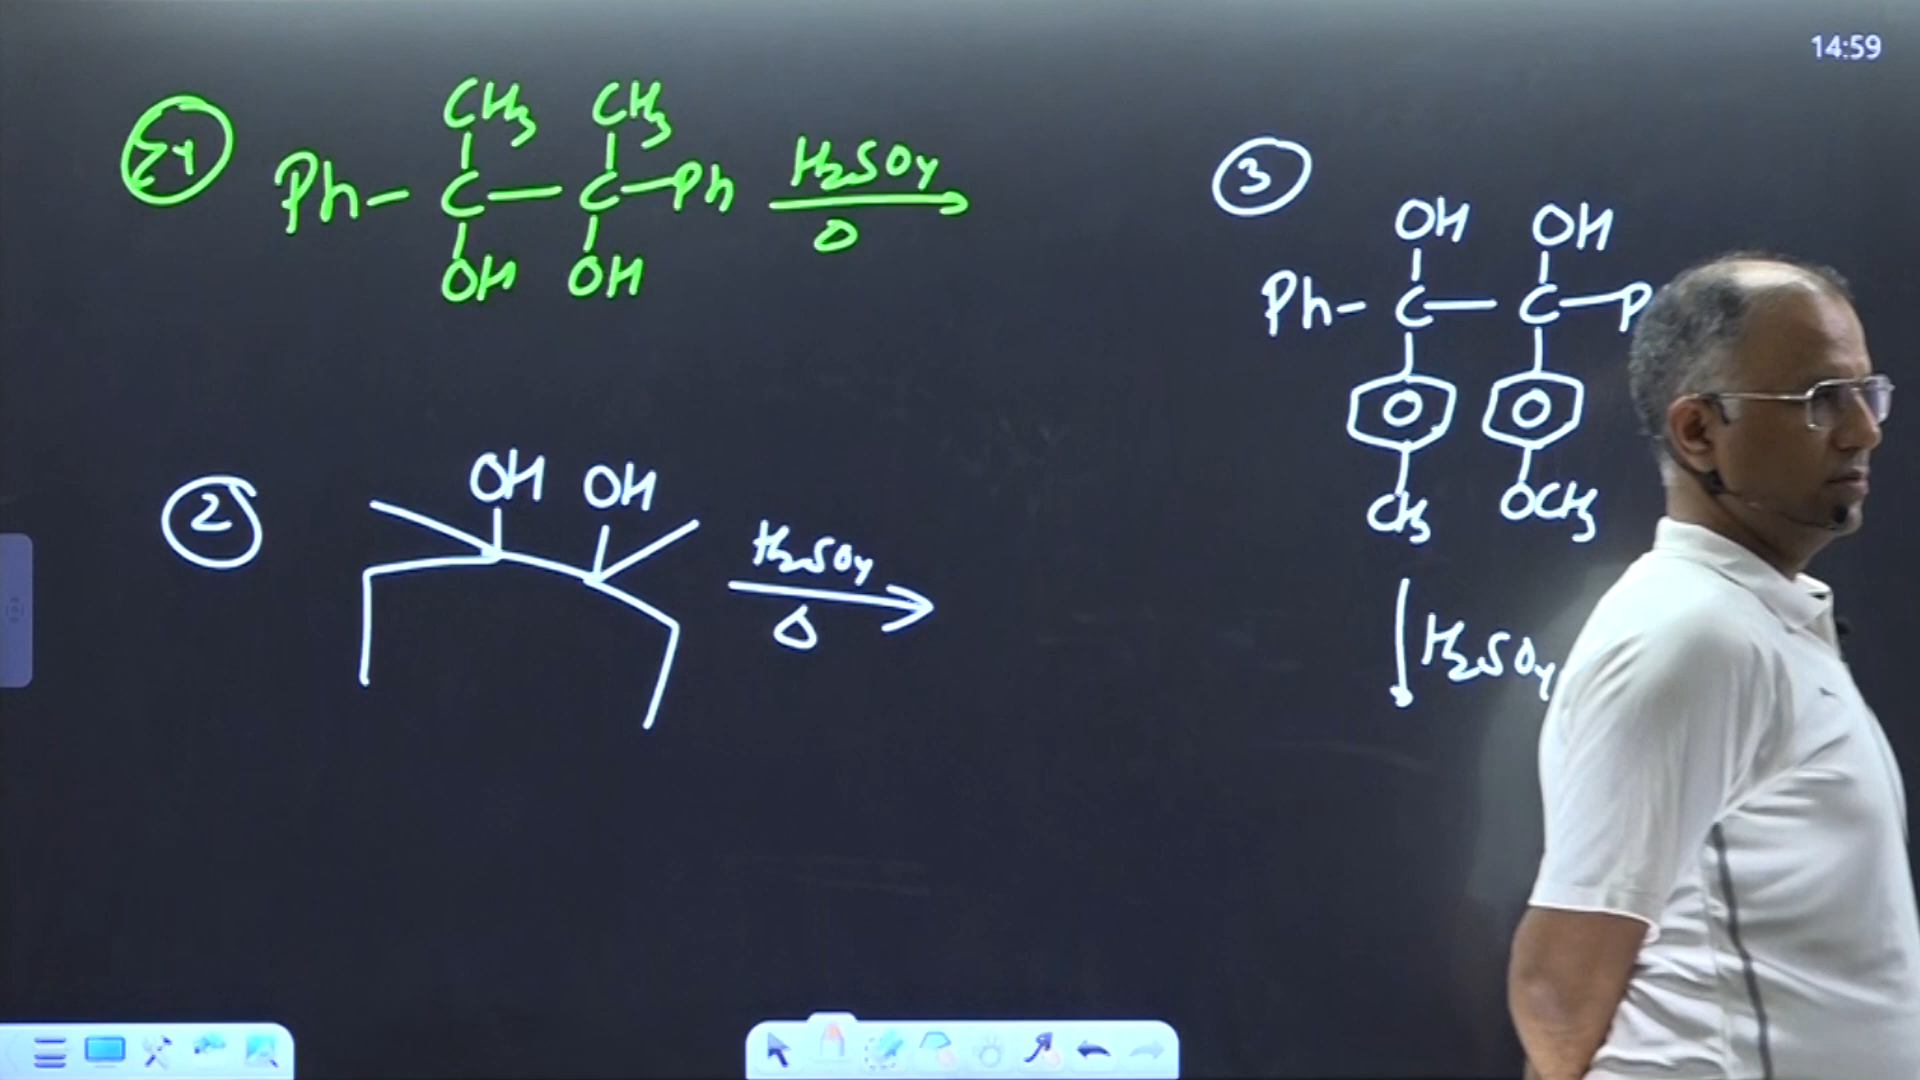 14:59
Ex
CH3 CH3
Ph-C-C-Ph H2SO4
Δ
OH OH
3
OH OH
Ph-C-C-P
CH3 OCH3
H2SO4
2
OH OH
H2SO4
Δ